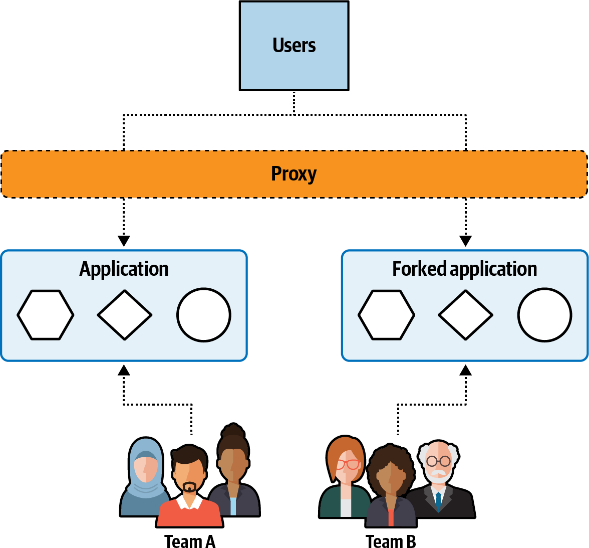 Users
Proxy
Application
Forked application
Team A
Team B